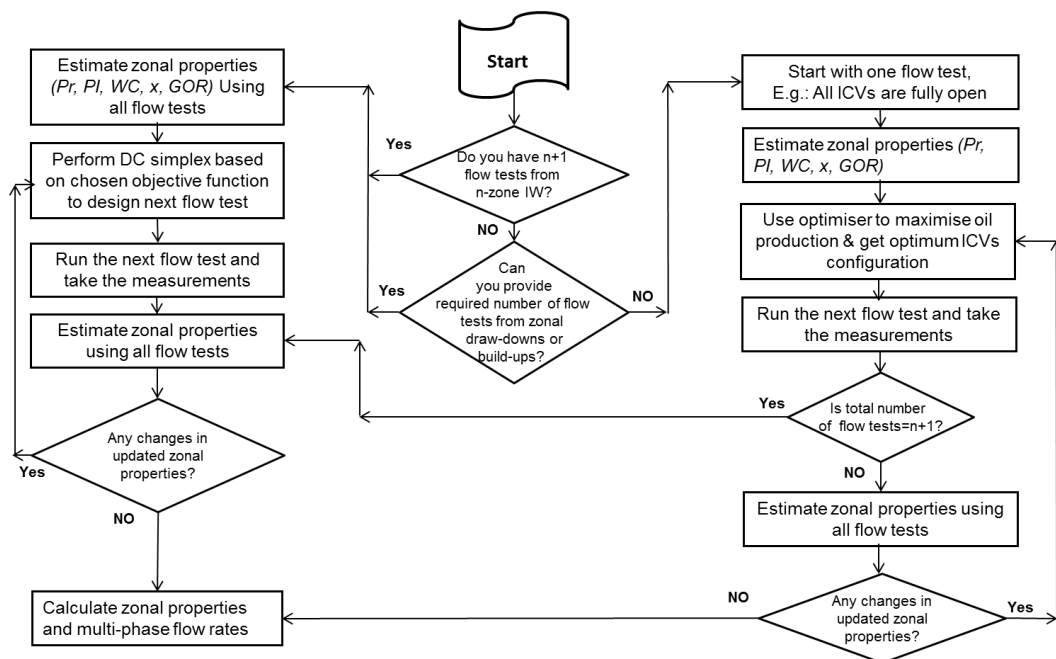 Start
Do you have n+1
flow tests from
n-zone IW?
Yes
NO
Can
you provide
required number of flow
tests from zonal
draw-downs or
build-ups?
Yes
NO
Estimate zonal properties
(Pr, PI, WC, x, GOR) Using
all flow tests
Perform DC simplex based
on chosen objective function
to design next flow test
Run the next flow test and
take the measurements
Estimate zonal properties
using all flow tests
Any changes in
updated zonal
properties?
Yes
NO
Calculate zonal properties
and multi-phase flow rates
Start with one flow test,
E.g.: All ICVs are fully open
Estimate zonal properties (Pr,
PI, WC, x, GOR)
Use optimiser to maximise oil
production & get optimum ICVs
configuration
Run the next flow test and take
the measurements
Is total number
of flow tests=n+1?
Yes
NO
Estimate zonal properties using
all flow tests
Any changes in
updated zonal
properties?
NO
Yes